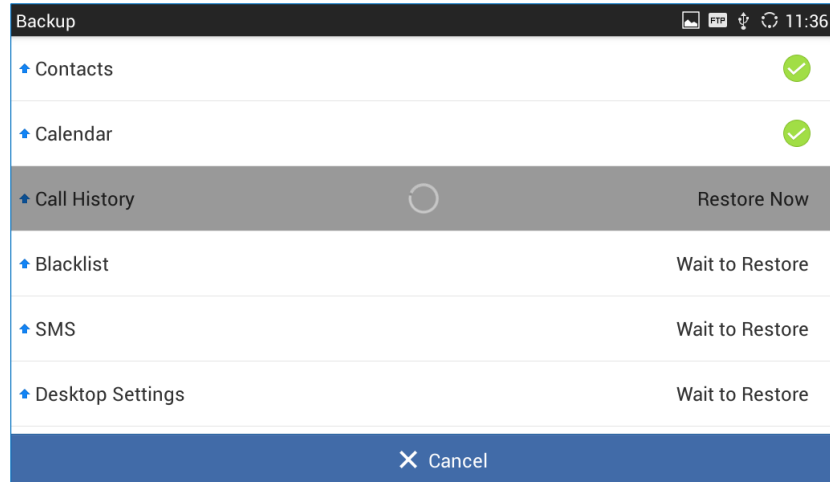 Backup FTP 11:36
Contacts
Calendar
Call History Restore Now
Blacklist Wait to Restore
SMS Wait to Restore
Desktop Settings Wait to Restore
Cancel